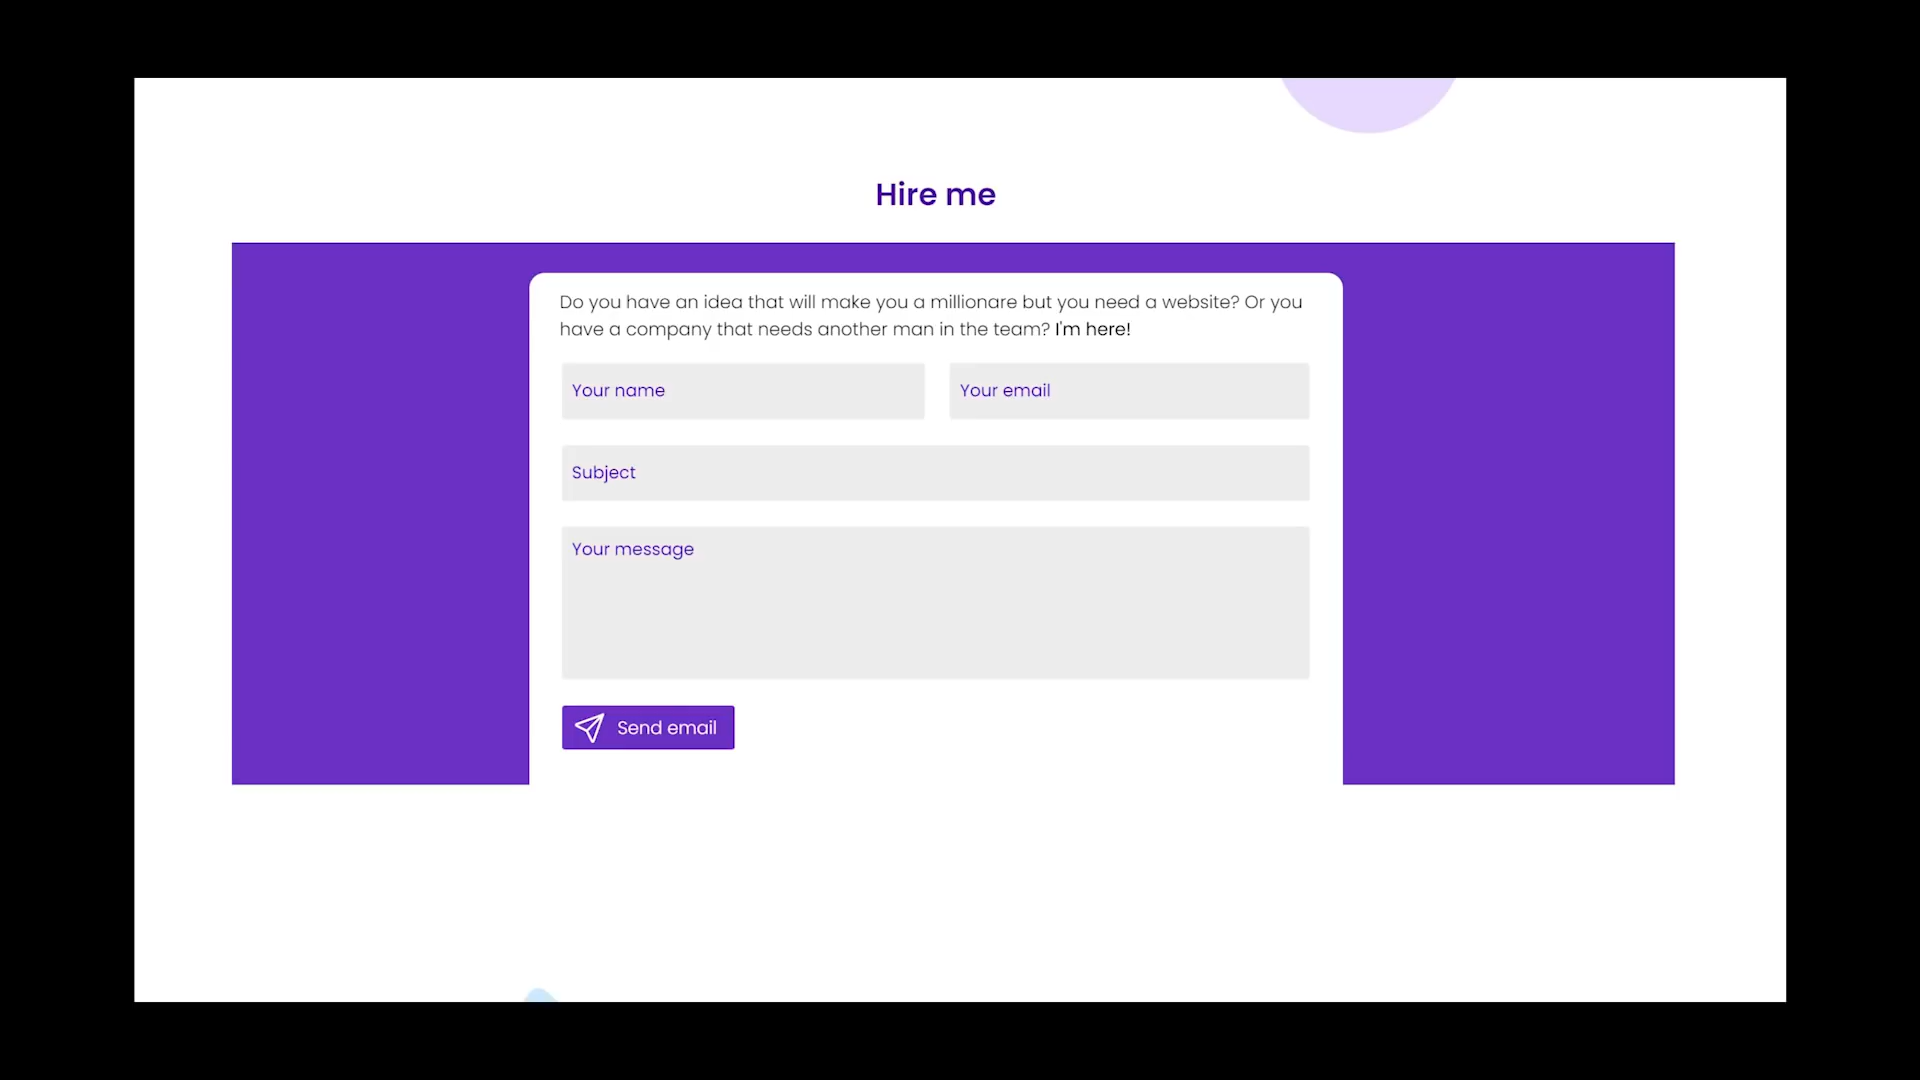 Hire me
Do you have an idea that will make you a millionare but you need a website? Or you
have a company that needs another man in the team? I'm here!
Your name
Your email
Subject
Your message
Send email